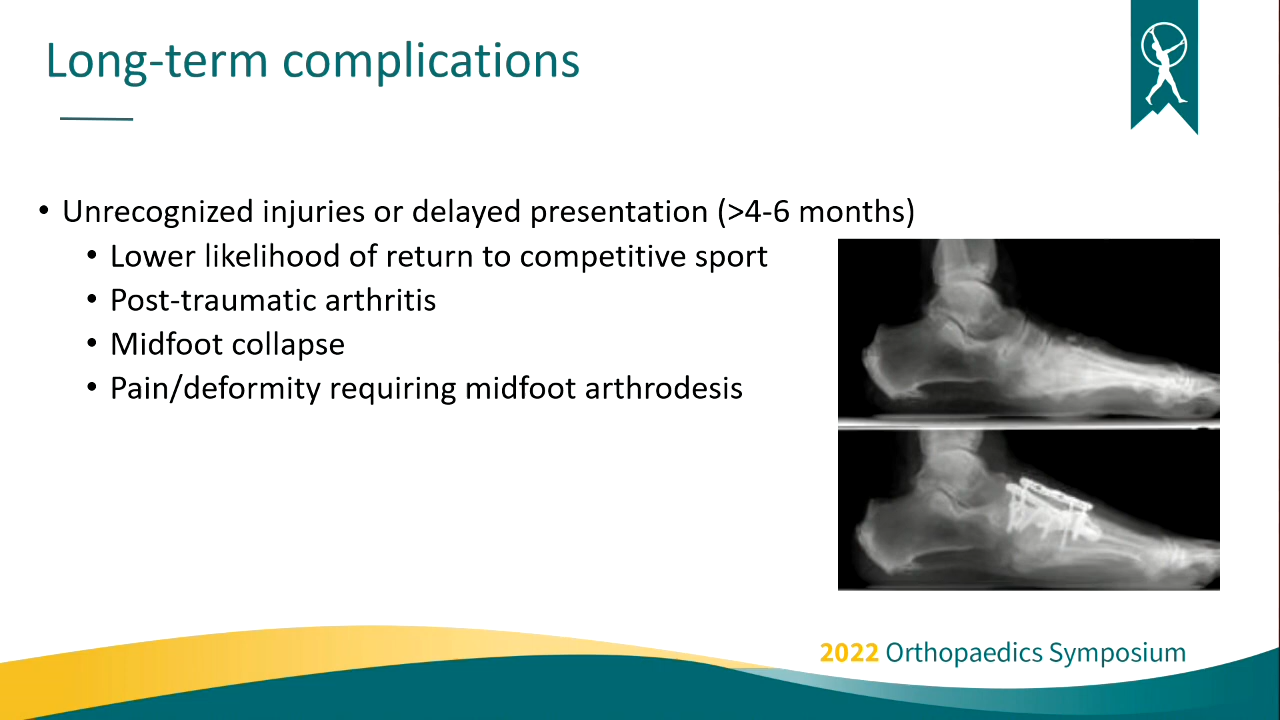 Long-term complications
• Unrecognized injuries or delayed presentation (>4-6 months)
• Lower likelihood of return to competitive sport
• Post-traumatic arthritis
• Midfoot collapse
• Pain/deformity requiring midfoot arthrodesis
2022 Orthopaedics Symposium